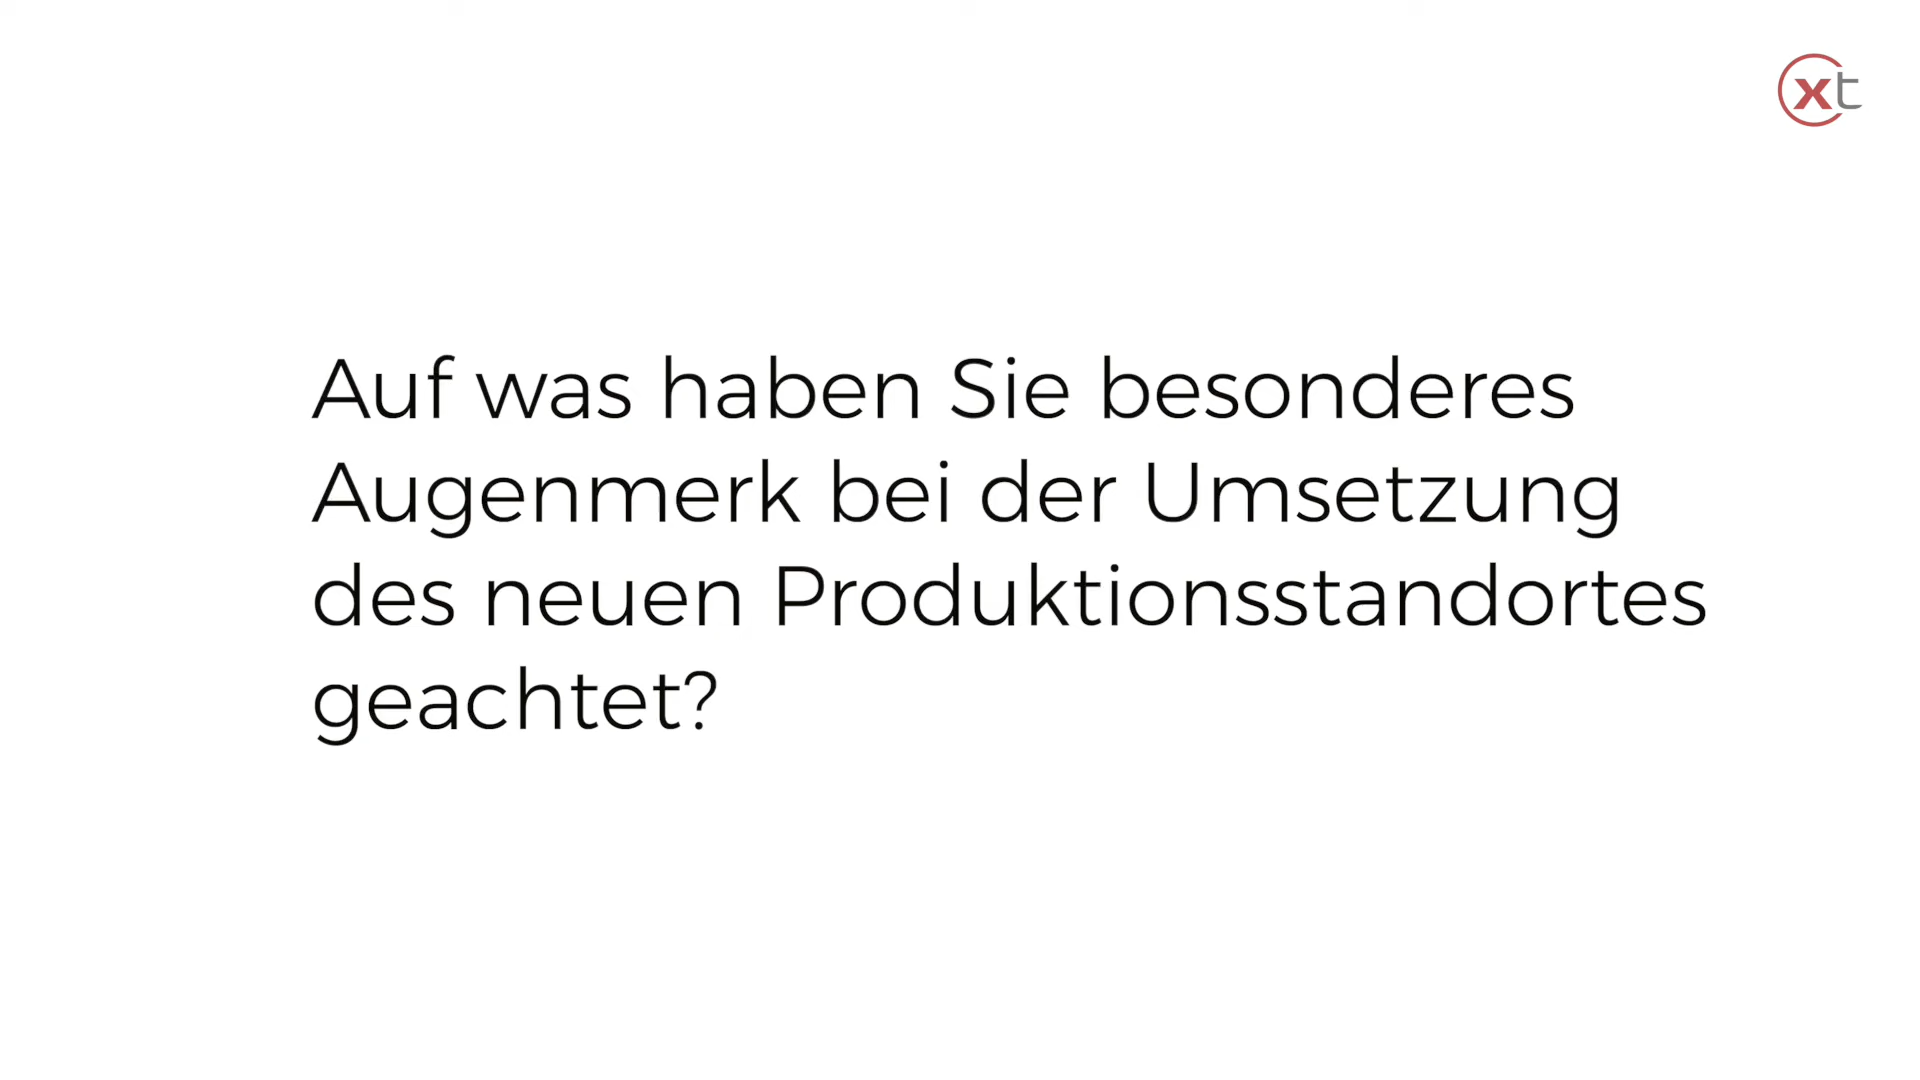 xt
Auf was haben Sie besonderes
Augenmerk bei der Umsetzung
des neuen Produktionsstandortes
geachtet?